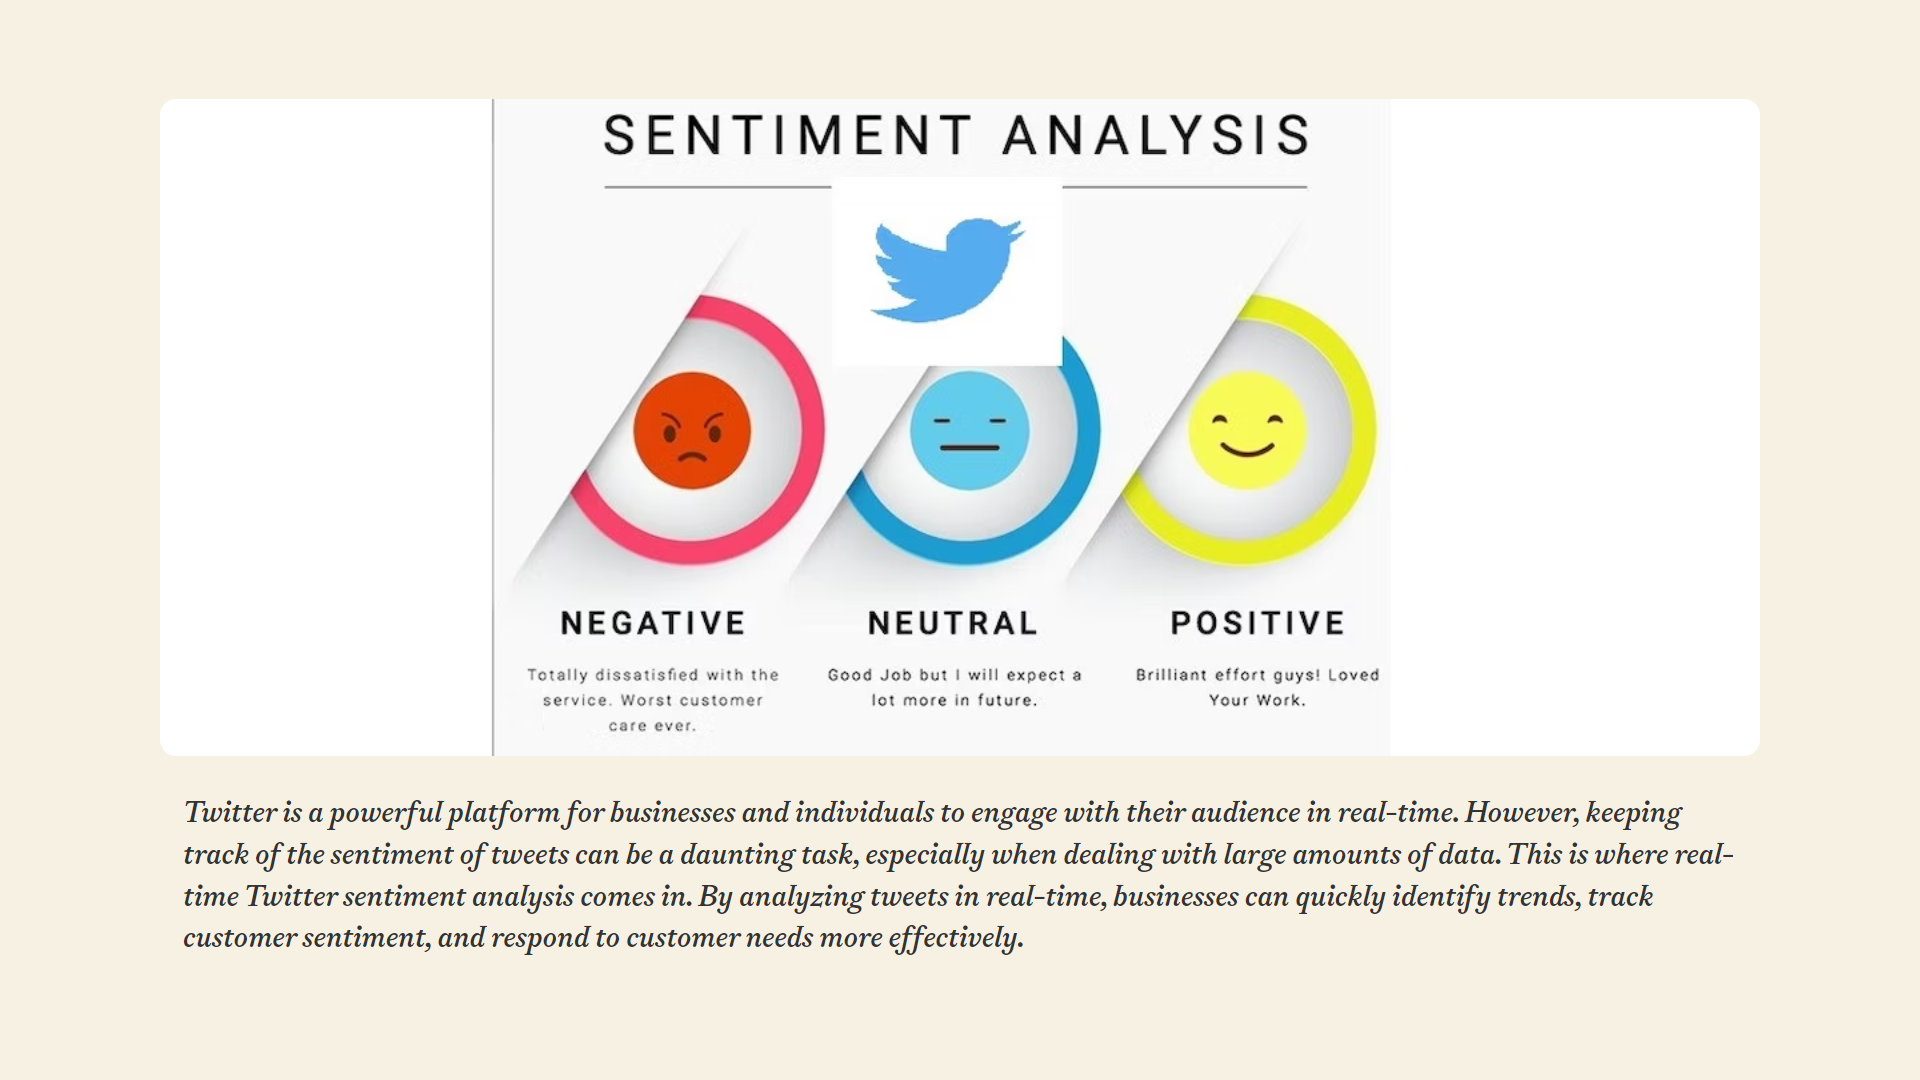 SENTIMENT ANALYSIS
NEGATIVE
Totally dissatisfied with the
service. Worst customer
care ever.
NEUTRAL
Good Job but I will expect a
lot more in future.
POSITIVE
Brilliant effort guys! Loved
Your Work.
Twitter is a powerful platform for businesses and individuals to engage with their audience in real-time. However, keeping
track of the sentiment of tweets can be a daunting task, especially when dealing with large amounts of data. This is where real-
time Twitter sentiment analysis comes in. By analyzing tweets in real-time, businesses can quickly identify trends, track
customer sentiment, and respond to customer needs more effectively.